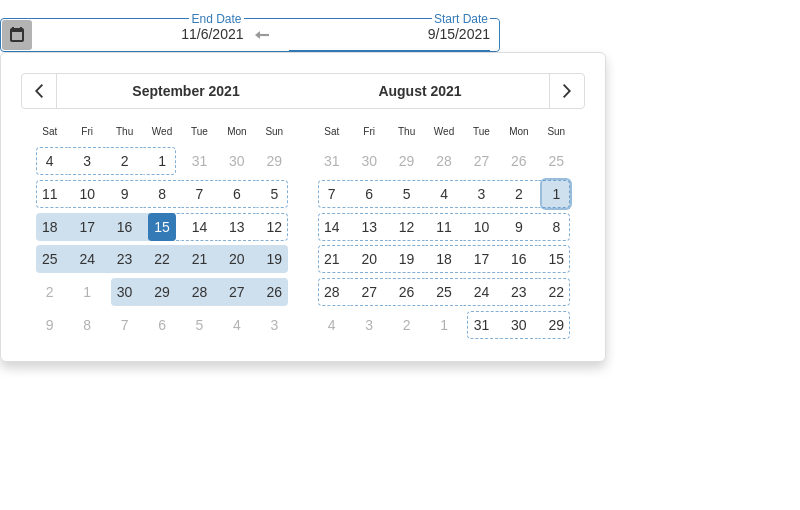 End Date Start Date
11/6/2021 9/15/2021
September 2021 August 2021
Sat Fri Thu Wed Tue Mon Sun Sat Fri Thu Wed Tue Mon Sun
4 3 2 1 31 30 29 31 30 29 28 27 26 25
11 10 9 8 7 6 5 7 6 5 4 3 2 1
18 17 16 15 14 13 12 14 13 12 11 10 9 8
25 24 23 22 21 20 19 21 20 19 18 17 16 15
2 1 30 29 28 27 26 28 27 26 25 24 23 22
9 8 7 6 5 4 3 4 3 2 1 31 30 29